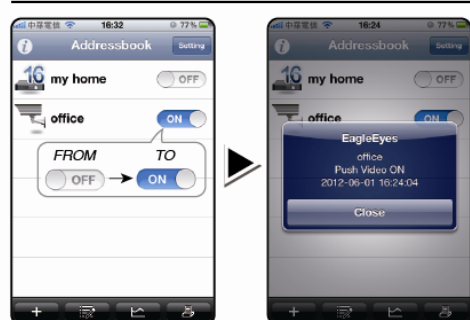 中華電信 16:32 77%
Addressbook Setting
16 my home OFF
office ON
FROM TO
OFF ON
中華電信 16:24 77%
Addressbook Setting
16 my home OFF
office ON
EagleEyes
office
Push Video ON
2012-06-01 16:24:04
Close